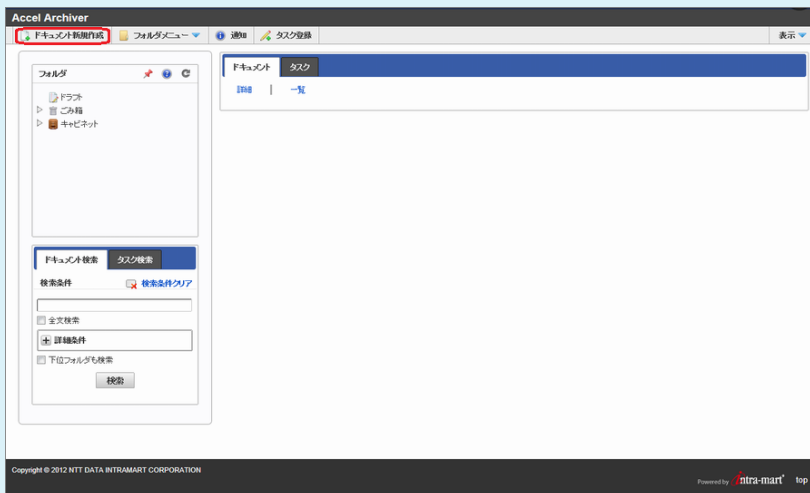 Accel Archiver
ドキュメント新規作成 フォルダメニュー 通知 タスク登録 表示
フォルダ
ドラフト
ごみ箱
キャビネット
ドキュメント タスク
詳細 | 一覧
ドキュメント検索 タスク検索
検索条件 検索条件クリア
全文検索
詳細条件
下位フォルダも検索
検索
Copyright © 2012 NTT DATA INTRAMART CORPORATION
Powered by intra-mart top